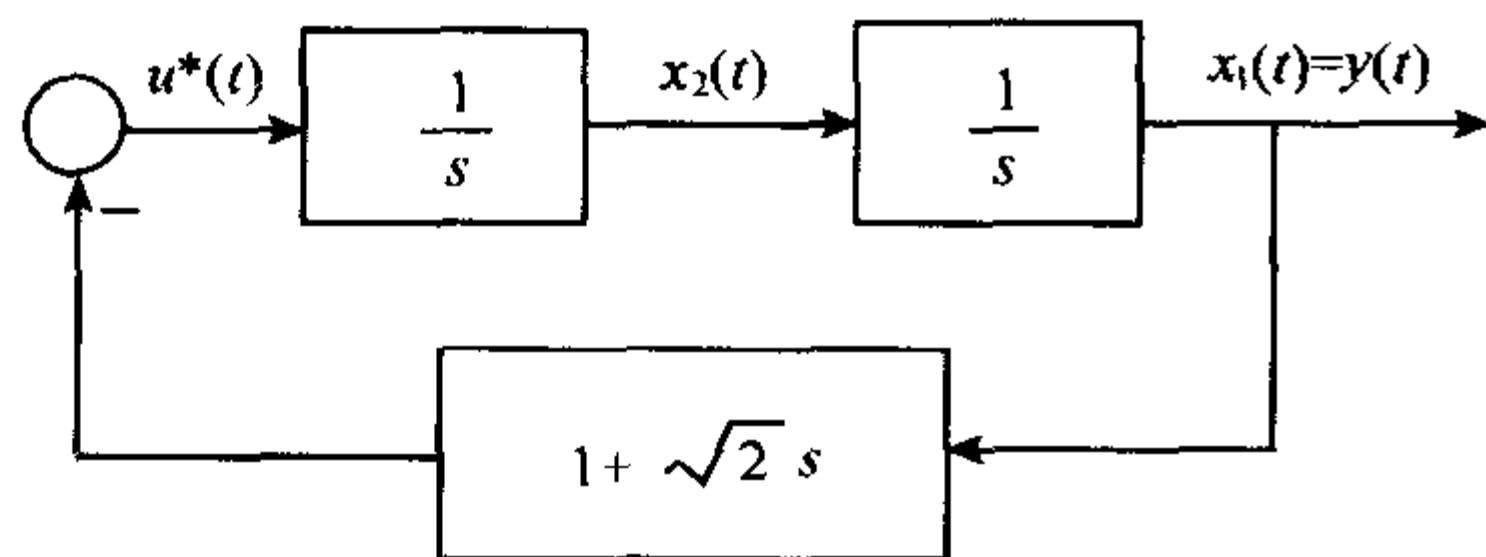 u*(t)
1/s
x₂(t)
1/s
x₁(t)=y(t)
−
1+ √2 s